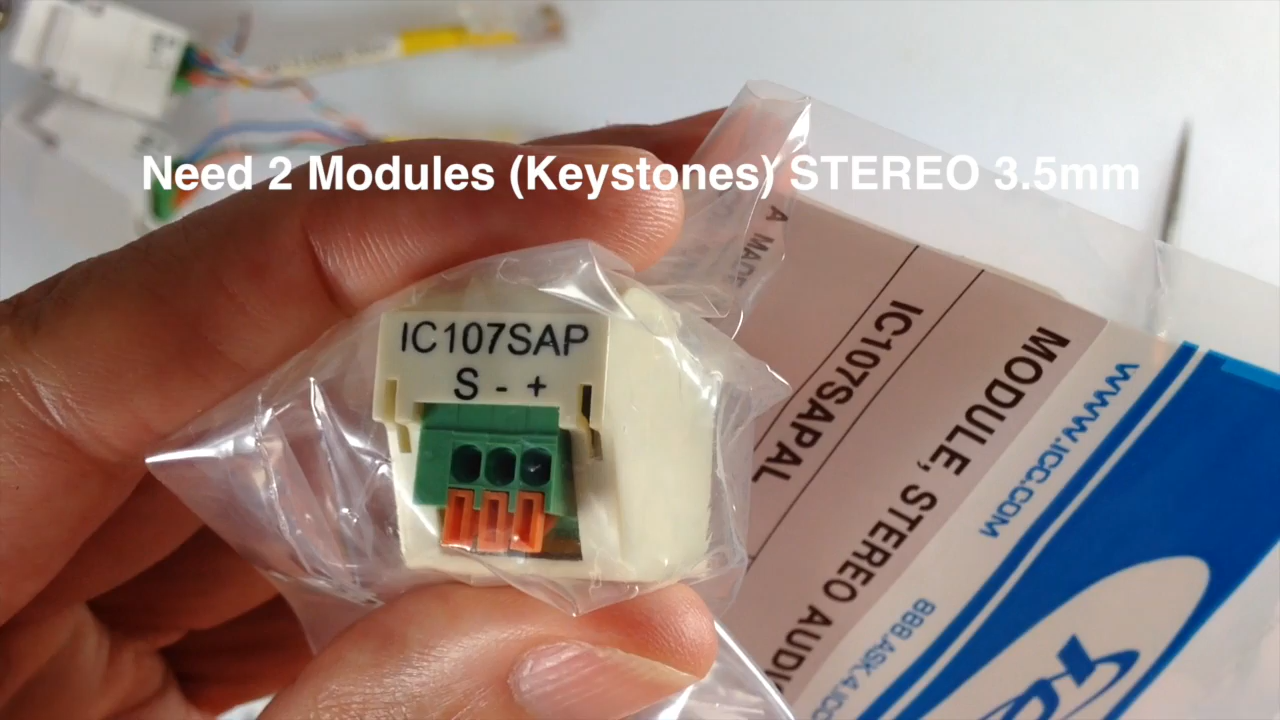 Need 2 Modules (Keystones) STEREO 3.5mm
IC107SAP
S - +
IC107SAPAL
MODULE, STEREO AUDI
WWW.ICC.COM
888.ASK.4.ICC